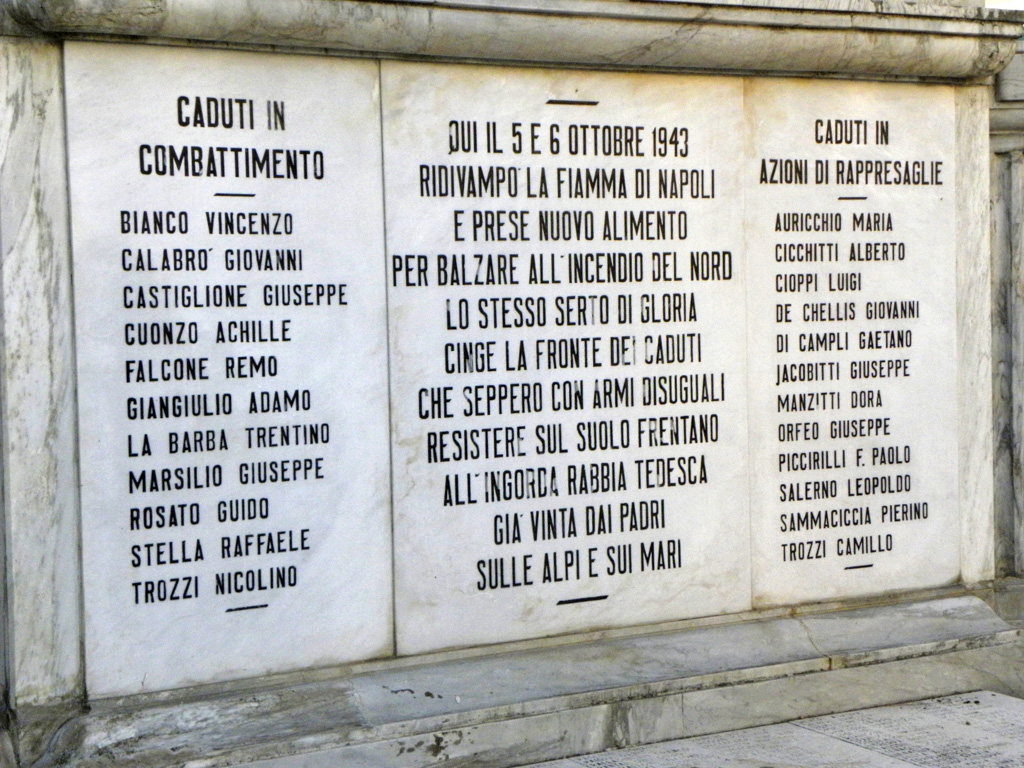 CADUTI IN
COMBATTIMENTO
BIANCO VINCENZO
CALABRO' GIOVANNI
CASTIGLIONE GIUSEPPE
CUONZO ACHILLE
FALCONE REMO
GIANGIULIO ADAMO
LA BARBA TRENTINO
MARSILIO GIUSEPPE
ROSATO GUIDO
STELLA RAFFAELE
TROZZI NICOLINO
QUI IL 5 E 6 OTTOBRE 1943
RIDIVAMPO' LA FIAMMA DI NAPOLI
E PRESE NUOVO ALIMENTO
PER BALZARE ALL'INCENDIO DEL NORD
LO STESSO SERTO DI GLORIA
CINGE LA FRONTE DEI CADUTI
CHE SEPPERO CON ARMI DISUGUALI
RESISTERE SUL SUOLO FRENTANO
ALL'INGORDA RABBIA TEDESCA
GIA' VINTA DAI PADRI
SULLE ALPI E SUI MARI
CADUTI IN
AZIONI DI RAPPRESAGLIE
AURICCHIO MARIA
CICCHITTI ALBERTO
CIOPPI LUIGI
DE CHELLIS GIOVANNI
DI CAMPLI GAETANO
JACOBITTI GIUSEPPE
MANZITTI DORA
ORFEO GIUSEPPE
PICCIRILLI F. PAOLO
SALERNO LEOPOLDO
SAMMACICCIA PIERINO
TROZZI CAMILLO